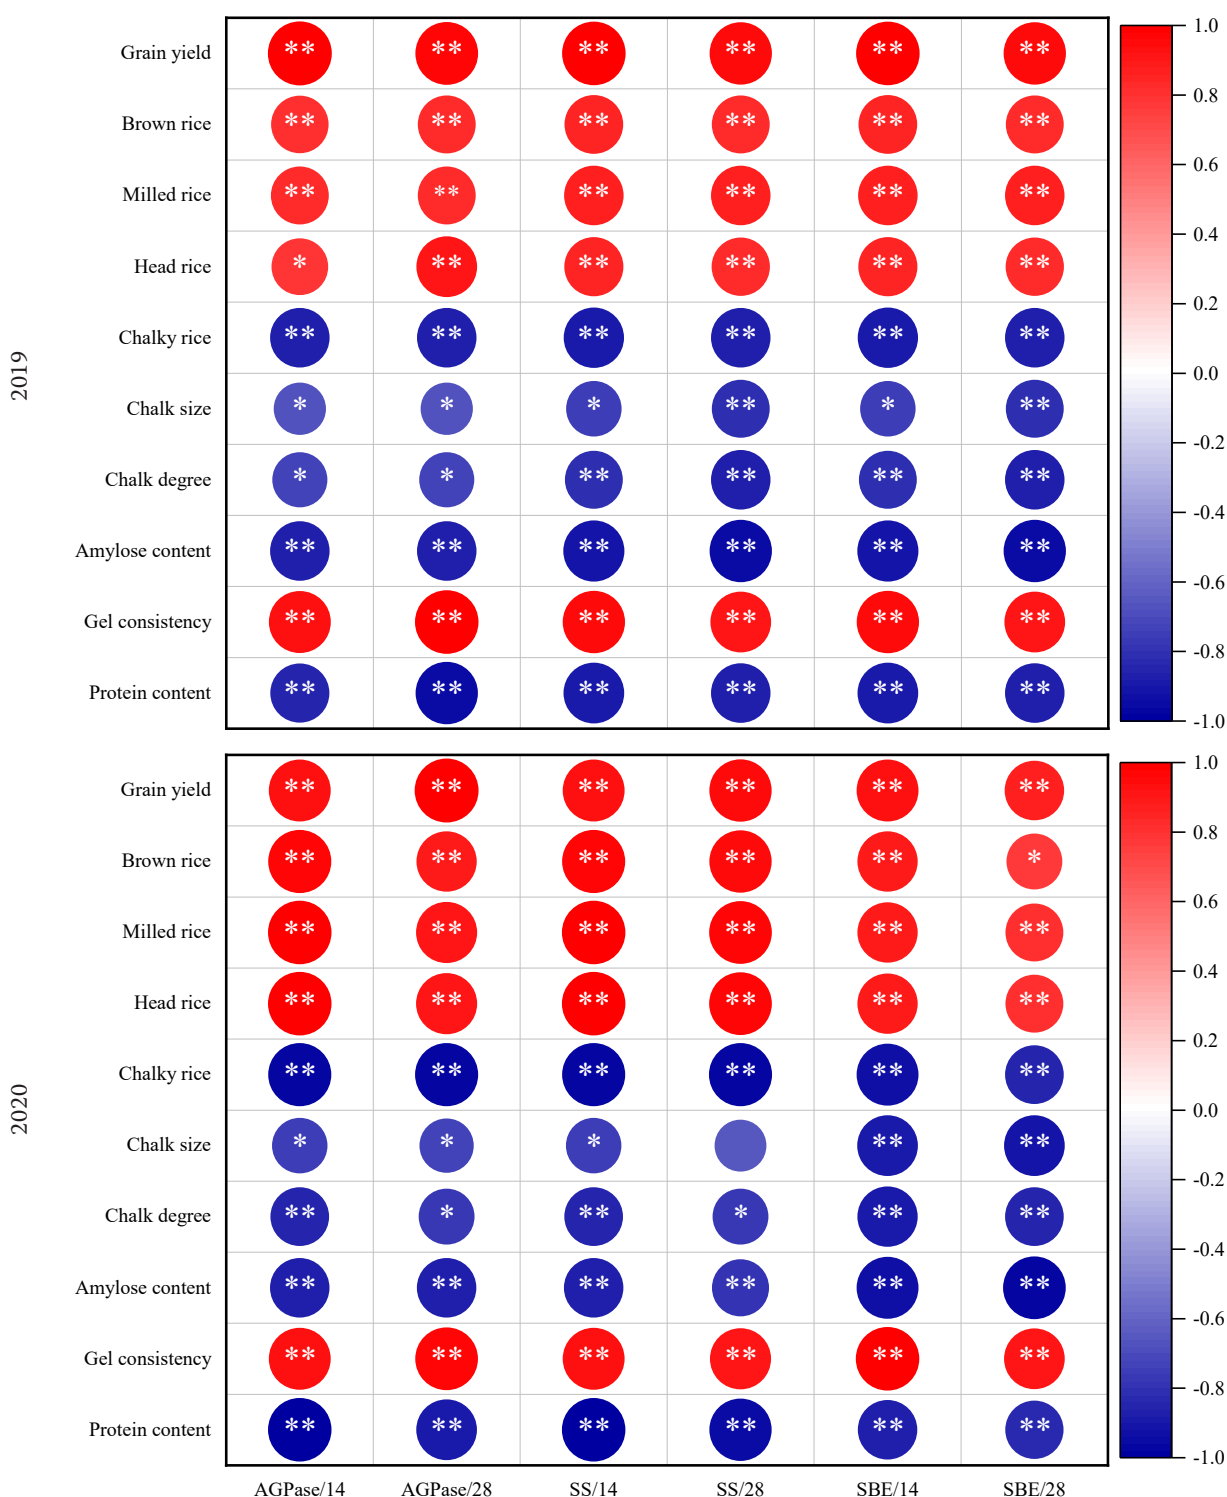 Grain yield ** ** ** ** ** **
Brown rice ** ** ** ** ** **
Milled rice ** ** ** ** ** **
Head rice * ** ** ** ** **
Chalky rice ** ** ** ** ** **
Chalk size * * * ** * **
Chalk degree * * ** ** ** **
Amylose content ** ** ** ** ** **
Gel consistency ** ** ** ** ** **
Protein content ** ** ** ** ** **
2019
1.0
0.8
0.6
0.4
0.2
0.0
-0.2
-0.4
-0.6
-0.8
-1.0
Grain yield ** ** ** ** ** **
Brown rice ** ** ** ** ** *
Milled rice ** ** ** ** ** **
Head rice ** ** ** ** ** **
Chalky rice ** ** ** ** ** **
Chalk size * * * ** **
Chalk degree ** * ** * ** **
Amylose content ** ** ** ** ** **
Gel consistency ** ** ** ** ** **
Protein content ** ** ** ** ** **
2020
1.0
0.8
0.6
0.4
0.2
0.0
-0.2
-0.4
-0.6
-0.8
-1.0
AGPase/14 AGPase/28 SS/14 SS/28 SBE/14 SBE/28